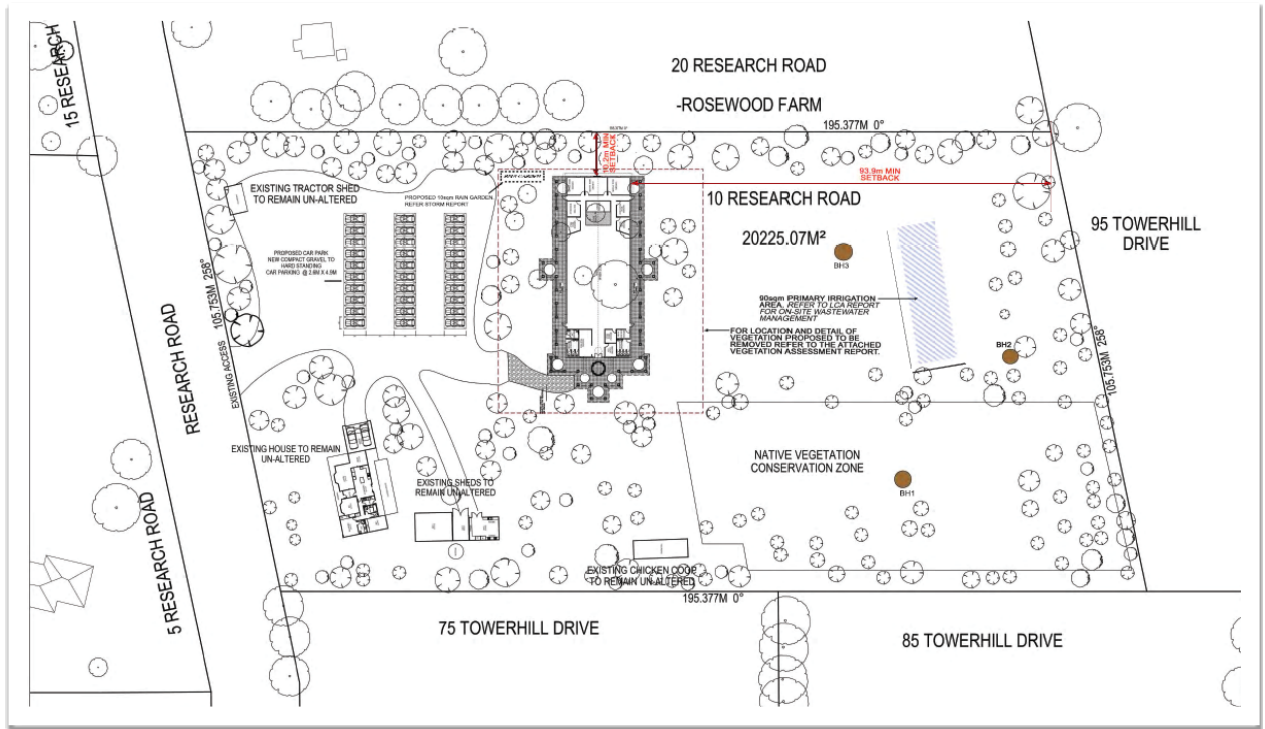 15 RESEARCH
20 RESEARCH ROAD
-ROSEWOOD FARM
195.377M 0°
10.2m MIN
SETBACK
93.9m MIN
SETBACK
EXISTING TRACTOR SHED
TO REMAIN UN-ALTERED
PROPOSED 10sqm RAIN GARDEN
REFER STORM REPORT
10 RESEARCH ROAD
20225.07M²
95 TOWERHILL
DRIVE
PROPOSED CAR PARK
NEW COMPACT GRAVEL TO
HARD STANDING
CAR PARKING @ 2.6M X 4.9M
BH3
105.753M 258°
RESEARCH ROAD
EXISTING ACCESS
90sqm PRIMARY IRRIGATION
AREA, REFER TO LCA REPORT
FOR ON-SITE WASTEWATER
MANAGEMENT
FOR LOCATION AND DETAIL OF
VEGETATION PROPOSED TO BE
REMOVED REFER TO THE ATTACHED
VEGETATION ASSESSMENT REPORT.
BH2
105.753M 258°
EXISTING HOUSE TO REMAIN
UN-ALTERED
EXISTING SHEDS TO
REMAIN UN-ALTERED
NATIVE VEGETATION
CONSERVATION ZONE
BH1
5 RESEARCH ROAD
EXISTING CHICKEN COOP
TO REMAIN UN-ALTERED
195.377M 0°
75 TOWERHILL DRIVE
85 TOWERHILL DRIVE